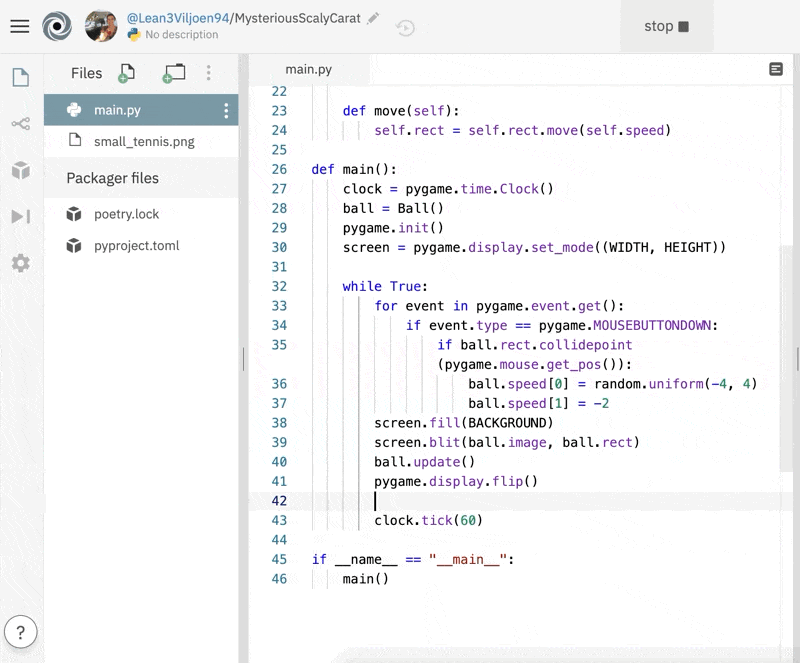 @Lean3Viljoen94/MysteriousScalyCarat
No description
stop
Files
main.py
small_tennis.png
Packager files
poetry.lock
pyproject.toml
?
main.py
22
23 def move(self):
24 self.rect = self.rect.move(self.speed)
25
26 def main():
27 clock = pygame.time.Clock()
28 ball = Ball()
29 pygame.init()
30 screen = pygame.display.set_mode((WIDTH, HEIGHT))
31
32 while True:
33 for event in pygame.event.get():
34 if event.type == pygame.MOUSEBUTTONDOWN:
35 if ball.rect.collidepoint
(pygame.mouse.get_pos()):
36 ball.speed[0] = random.uniform(-4, 4)
37 ball.speed[1] = -2
38 screen.fill(BACKGROUND)
39 screen.blit(ball.image, ball.rect)
40 ball.update()
41 pygame.display.flip()
42
43 clock.tick(60)
44
45 if __name__ == "__main__":
46 main()